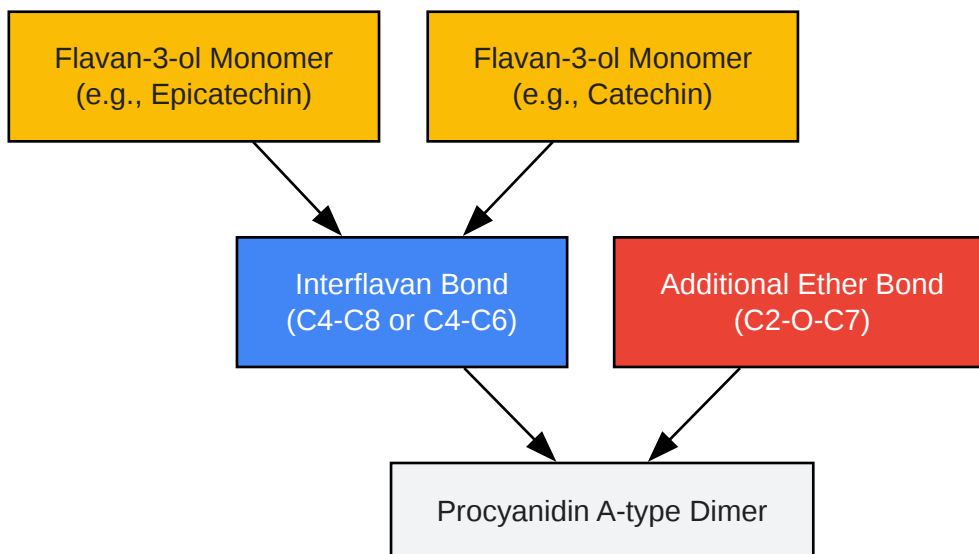 Flavan-3-ol Monomer
(e.g., Epicatechin)
Flavan-3-ol Monomer
(e.g., Catechin)
Interflavan Bond
(C4-C8 or C4-C6)
Additional Ether Bond
(C2-O-C7)
Procyanidin A-type Dimer